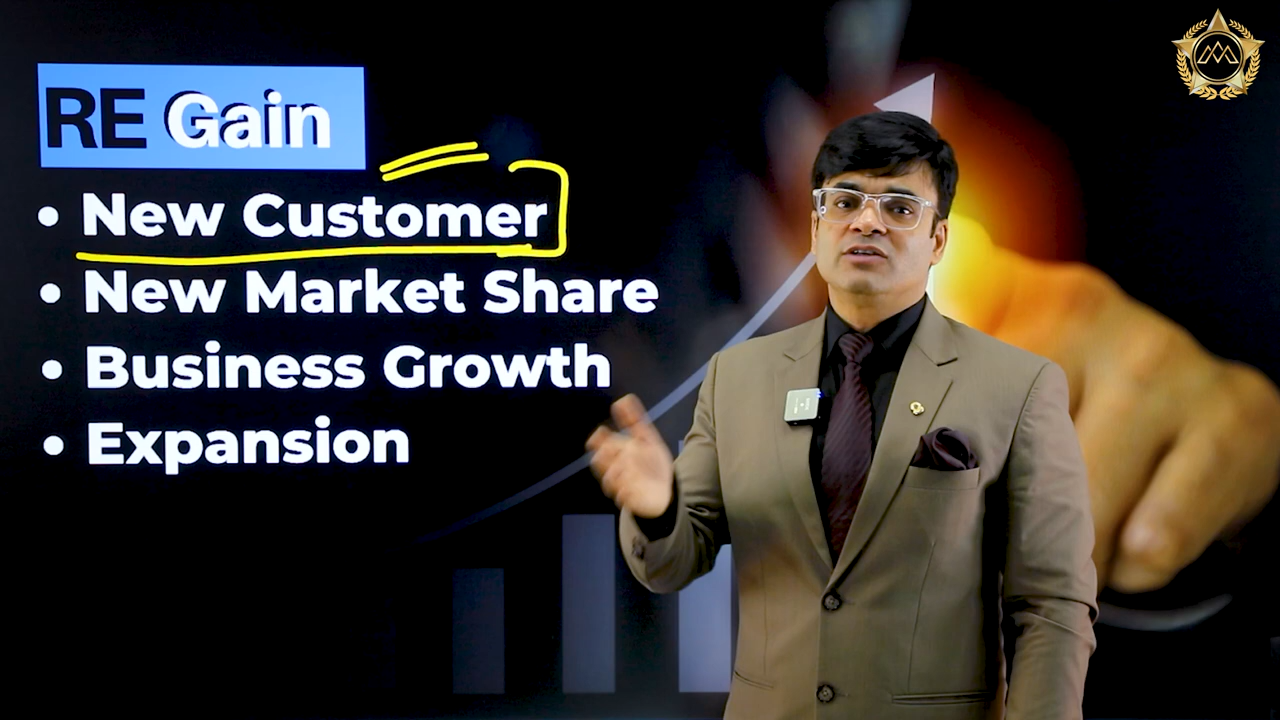 RE Gain
• New Customer
• New Market Share
• Business Growth
• Expansion